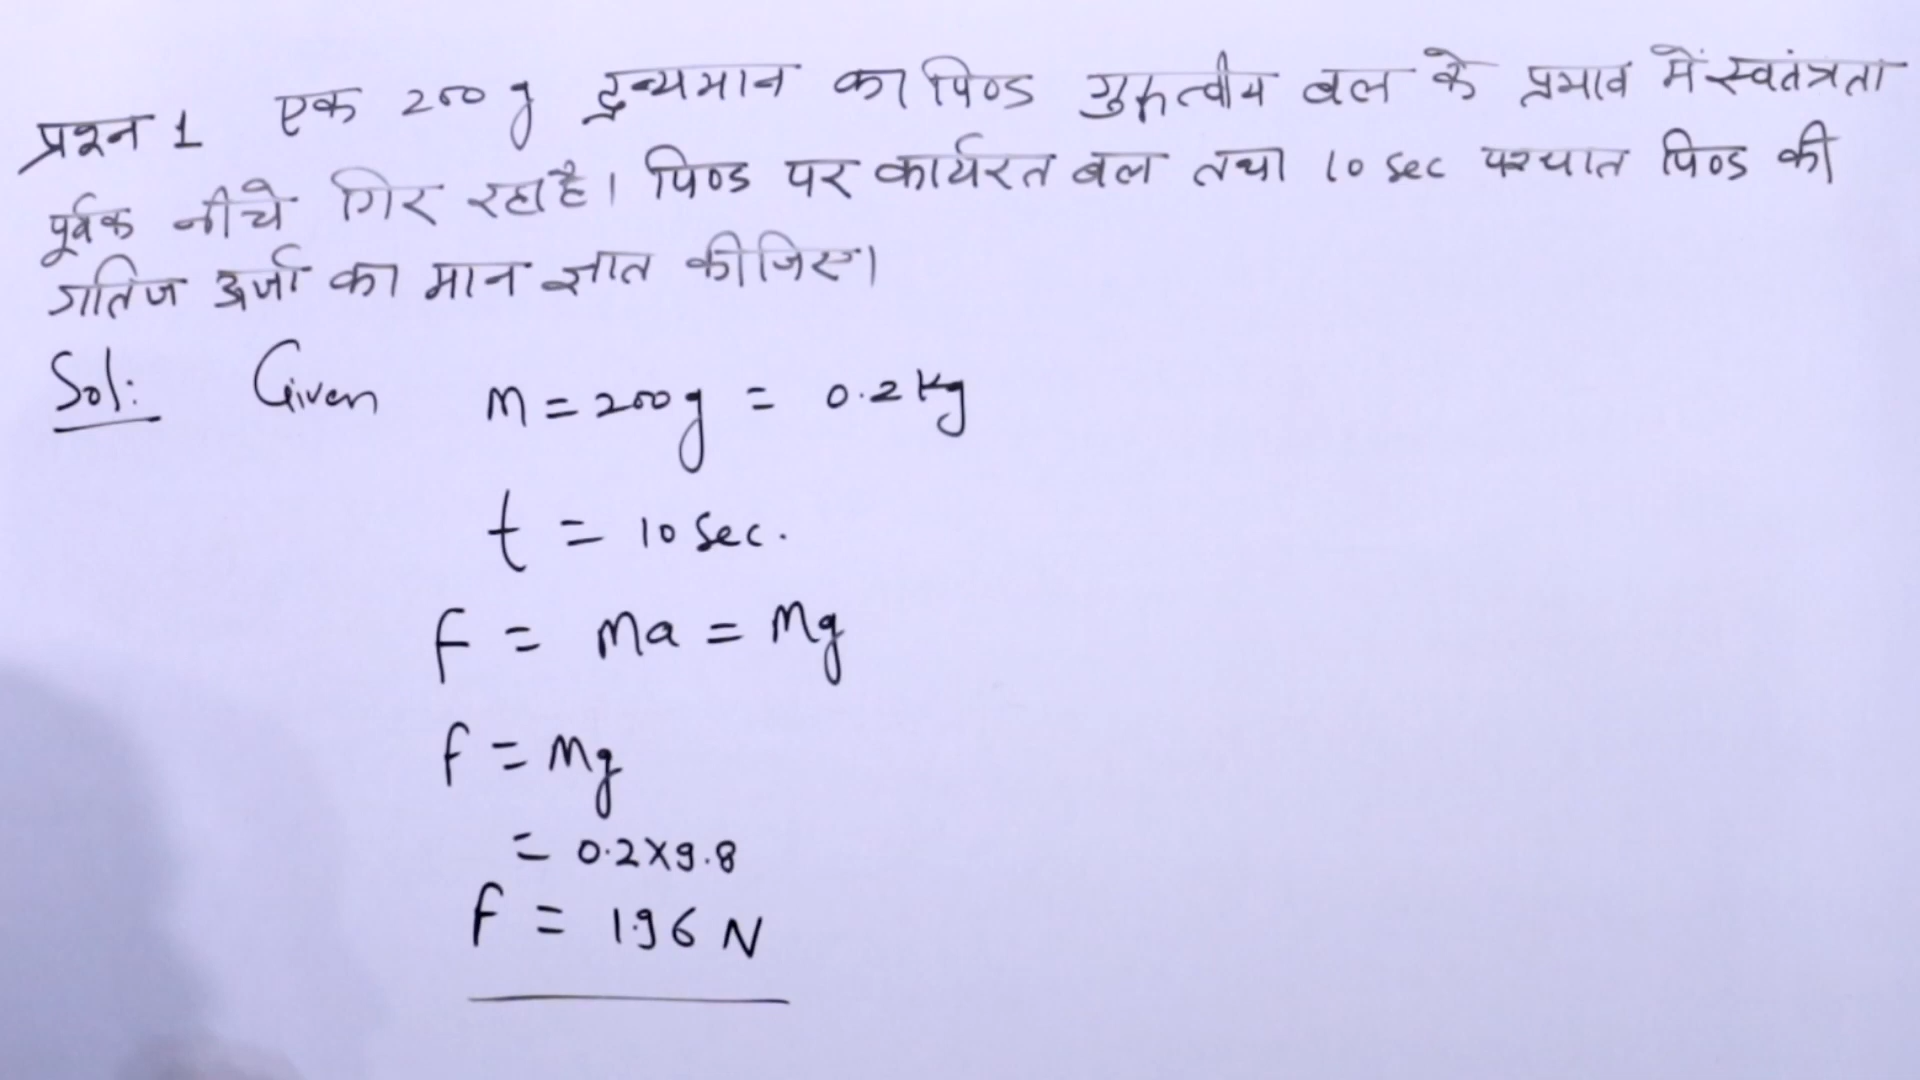 प्रश्न 1 एक 200 g द्रव्यमान का पिण्ड गुरुत्वीय बल के प्रभाव में स्वतंत्रता
पूर्वक नीचे गिर रहा है। पिण्ड पर कार्यरत बल तथा 10 sec पश्चात पिण्ड की
गतिज ऊर्जा का मान ज्ञात कीजिए।
Sol: Given m = 200g = 0.2 kg
t = 10 sec.
F = ma = mg
F = mg
= 0.2×9.8
F = 1.96 N